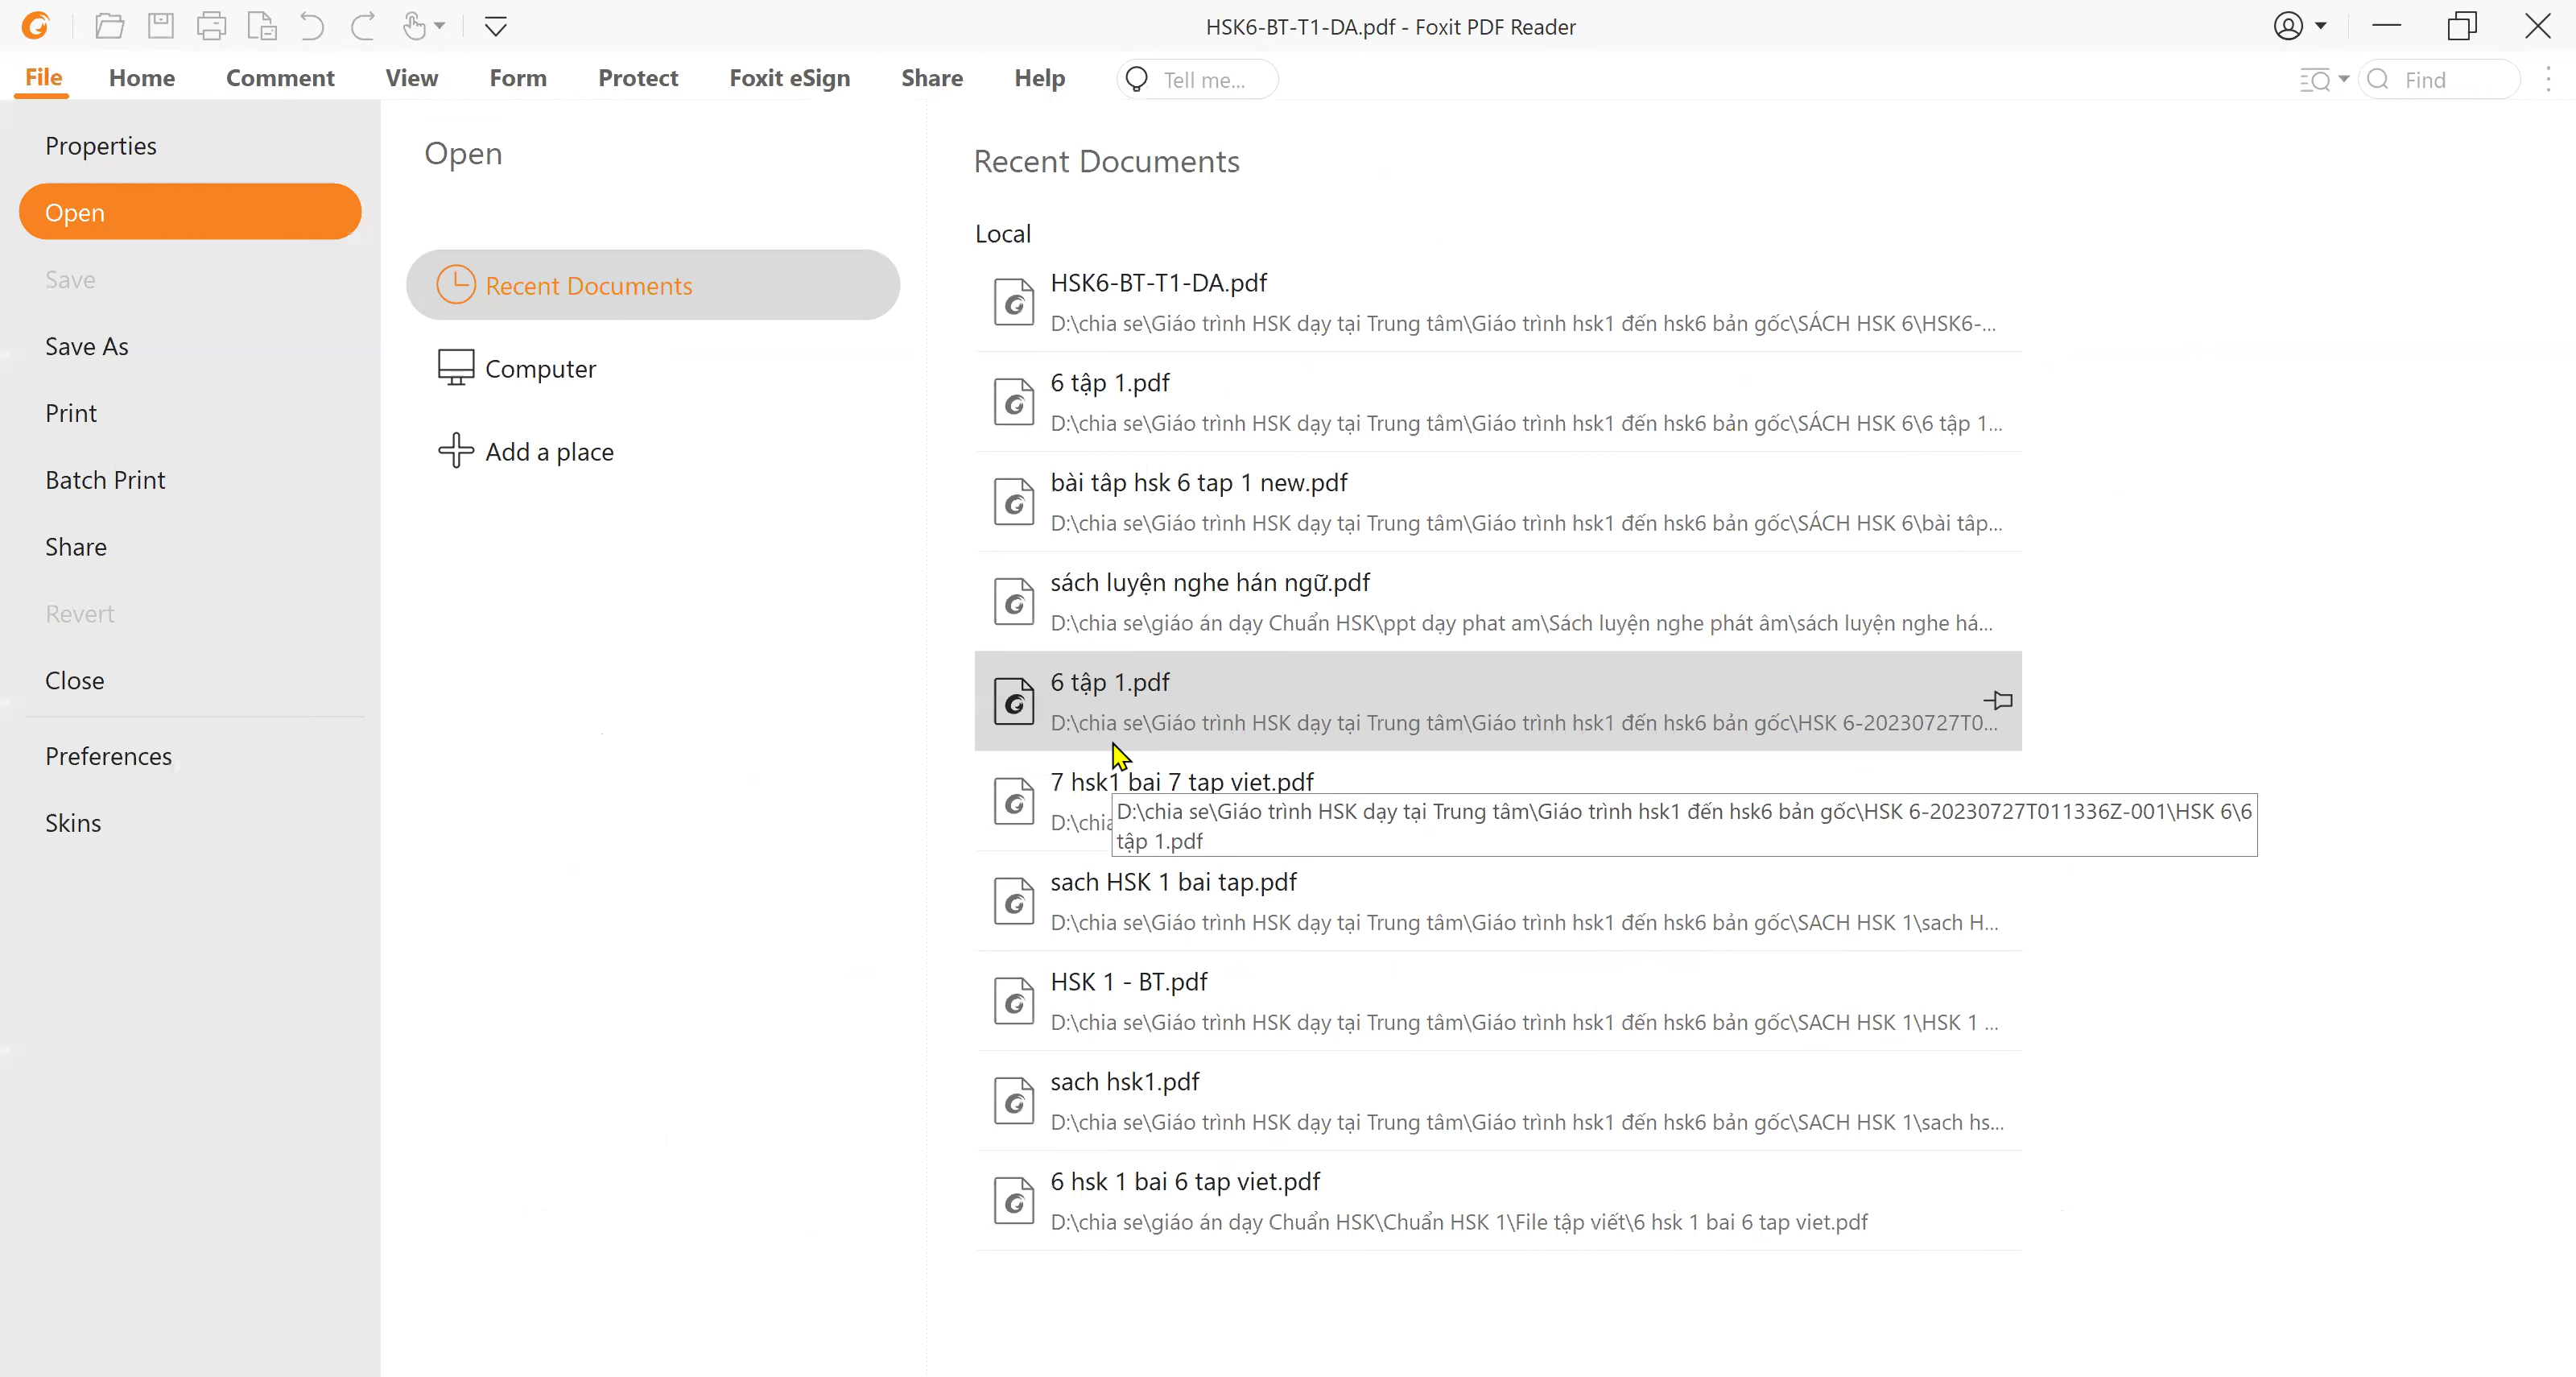 HSK6-BT-T1-DA.pdf - Foxit PDF Reader
File Home Comment View Form Protect Foxit eSign Share Help Tell me... Find
Properties
Open
Save
Save As
Print
Batch Print
Share
Revert
Close
Preferences
Skins
Open
Recent Documents
Computer
Add a place
Recent Documents
Local
HSK6-BT-T1-DA.pdf
D:\chia se\Giáo trình HSK dạy tại Trung tâm\Giáo trình hsk1 đến hsk6 bản gốc\SÁCH HSK 6\HSK6-...
6 tập 1.pdf
D:\chia se\Giáo trình HSK dạy tại Trung tâm\Giáo trình hsk1 đến hsk6 bản gốc\SÁCH HSK 6\6 tập 1...
bài tâp hsk 6 tap 1 new.pdf
D:\chia se\Giáo trình HSK dạy tại Trung tâm\Giáo trình hsk1 đến hsk6 bản gốc\SÁCH HSK 6\bài tâp...
sách luyện nghe hán ngữ.pdf
D:\chia se\giáo án dạy Chuẩn HSK\ppt dạy phat am\Sách luyện nghe phát âm\sách luyện nghe há...
6 tập 1.pdf
D:\chia se\Giáo trình HSK dạy tại Trung tâm\Giáo trình hsk1 đến hsk6 bản gốc\HSK 6-20230727T0...
7 hsk1 bai 7 tap viet.pdf
D:\chia
D:\chia se\Giáo trình HSK dạy tại Trung tâm\Giáo trình hsk1 đến hsk6 bản gốc\HSK 6-20230727T011336Z-001\HSK 6\6
tập 1.pdf
sach HSK 1 bai tap.pdf
D:\chia se\Giáo trình HSK dạy tại Trung tâm\Giáo trình hsk1 đến hsk6 bản gốc\SACH HSK 1\sach H...
HSK 1 - BT.pdf
D:\chia se\Giáo trình HSK dạy tại Trung tâm\Giáo trình hsk1 đến hsk6 bản gốc\SACH HSK 1\HSK 1 ...
sach hsk1.pdf
D:\chia se\Giáo trình HSK dạy tại Trung tâm\Giáo trình hsk1 đến hsk6 bản gốc\SACH HSK 1\sach hs...
6 hsk 1 bai 6 tap viet.pdf
D:\chia se\giáo án dạy Chuẩn HSK\Chuẩn HSK 1\File tập viết\6 hsk 1 bai 6 tap viet.pdf